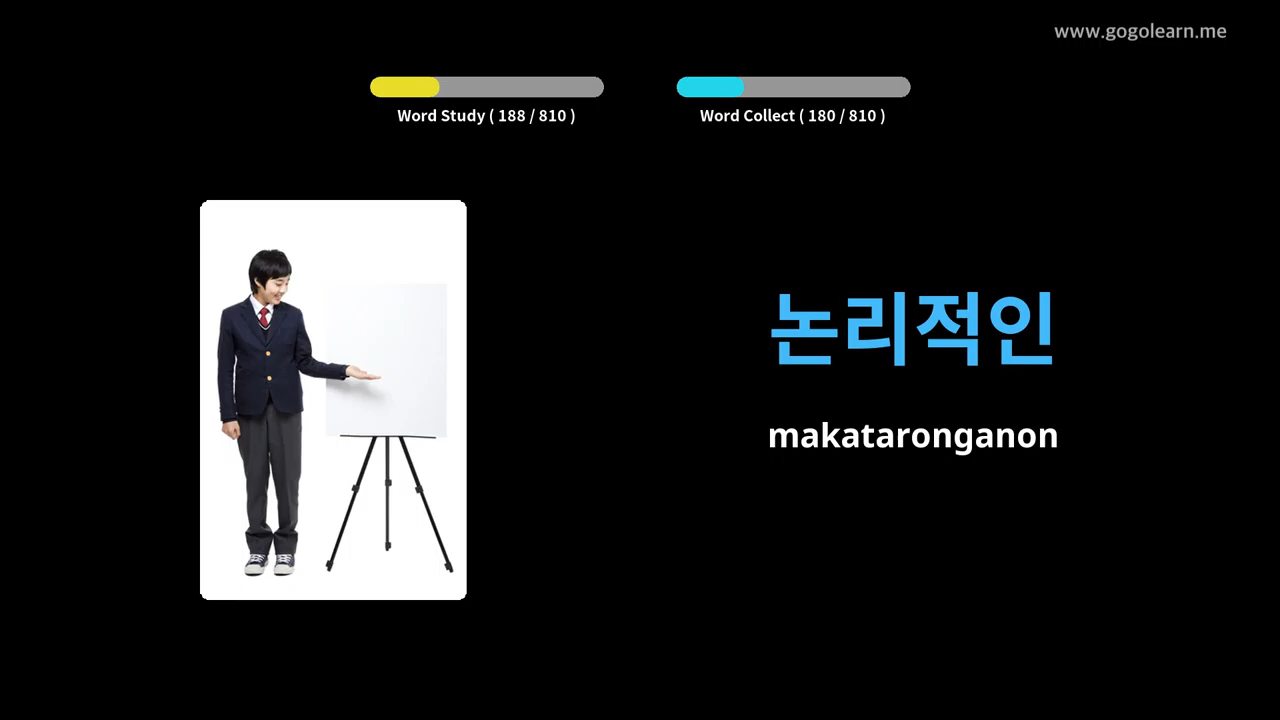 www.gogolearn.me
Word Study ( 188 / 810 )
Word Collect ( 180 / 810 )
논리적인
makataronganon